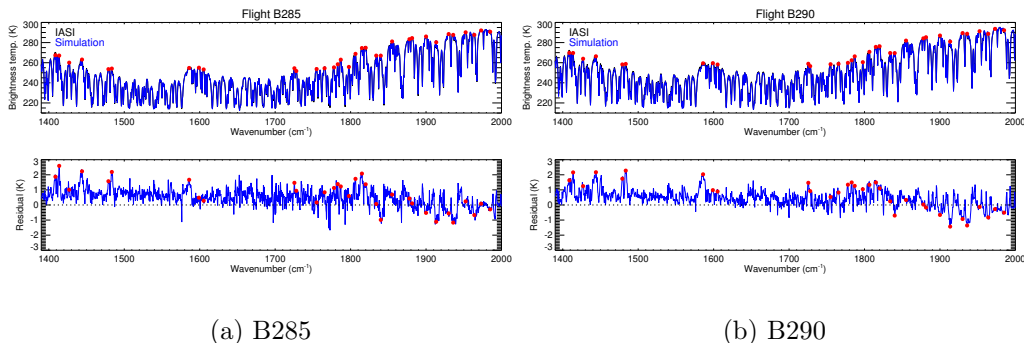 Flight B285
300
280
260
240
220
Brightness temp. (K)
IASI
Simulation
1400 1500 1600 1700 1800 1900 2000
Wavenumber (cm⁻¹)
3
2
1
0
-1
-2
-3
Residual (K)
1400 1500 1600 1700 1800 1900 2000
Wavenumber (cm⁻¹)
(a) B285
Flight B290
300
280
260
240
220
Brightness temp. (K)
IASI
Simulation
1400 1500 1600 1700 1800 1900 2000
Wavenumber (cm⁻¹)
3
2
1
0
-1
-2
-3
Residual (K)
1400 1500 1600 1700 1800 1900 2000
Wavenumber (cm⁻¹)
(b) B290